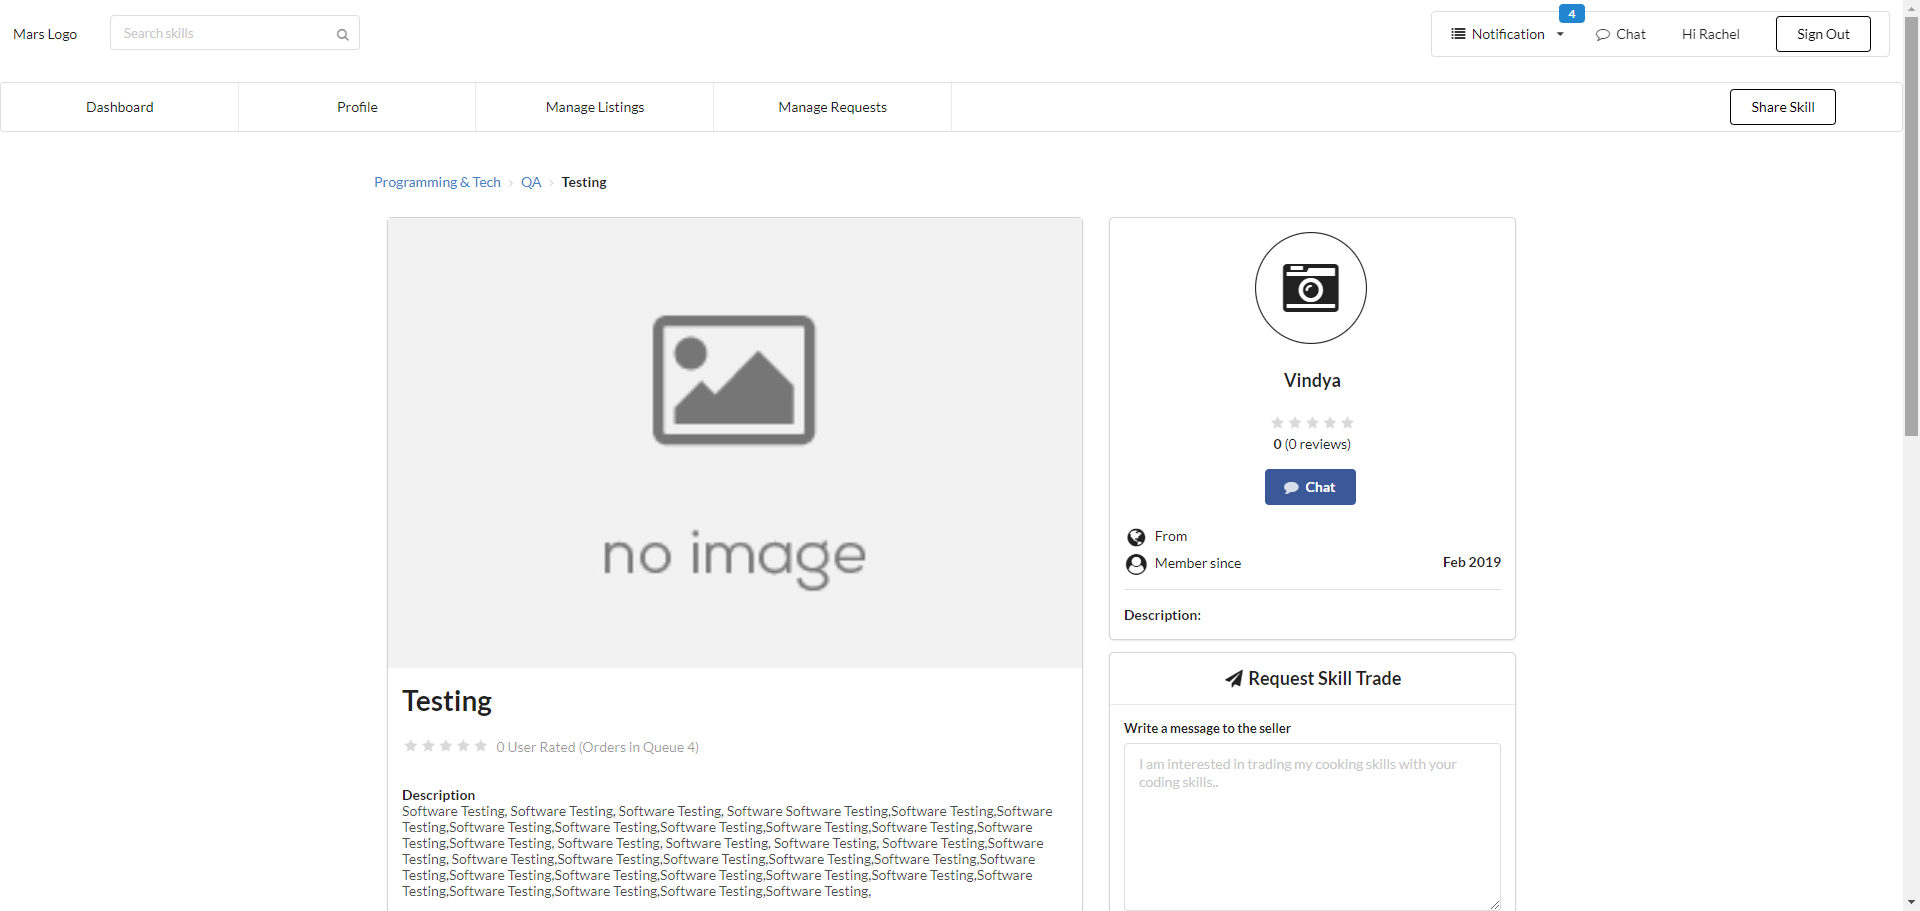 Mars Logo
Search skills
4
Notification
Chat
Hi Rachel
Sign Out
Dashboard
Profile
Manage Listings
Manage Requests
Share Skill
Programming & Tech › QA › Testing
no image
Testing
0 User Rated (Orders in Queue 4)
Description
Software Testing, Software Testing, Software Testing, Software Software Testing,Software Testing,Software
Testing,Software Testing,Software Testing,Software Testing,Software Testing,Software Testing,Software
Testing,Software Testing, Software Testing, Software Testing, Software Testing, Software Testing,Software
Testing, Software Testing,Software Testing,Software Testing,Software Testing,Software Testing,Software
Testing,Software Testing,Software Testing,Software Testing,Software Testing,Software Testing,Software
Testing,Software Testing,Software Testing,Software Testing,Software Testing,
Vindya
0 (0 reviews)
Chat
From
Member since Feb 2019
Description:
Request Skill Trade
Write a message to the seller
I am interested in trading my cooking skills with your
coding skills..